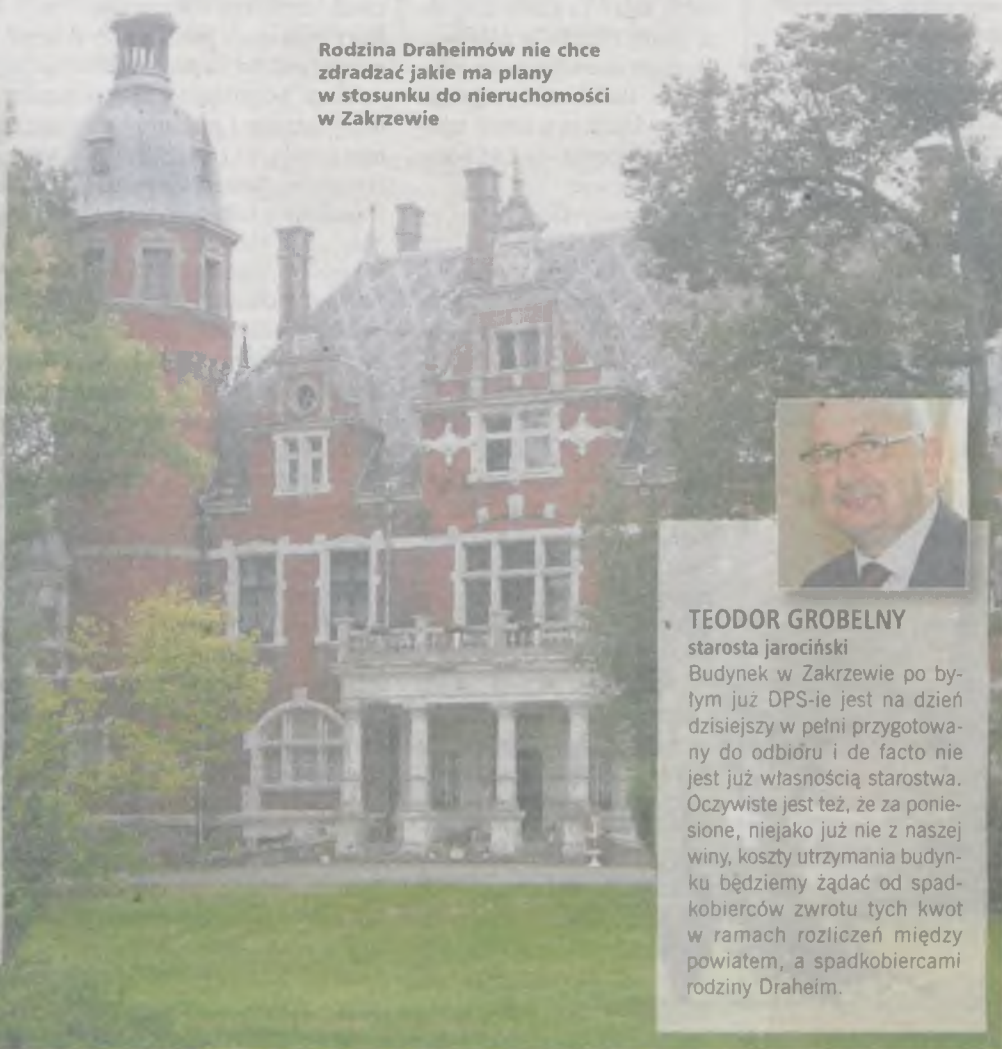 Rodzina Draheimów nie chce
zdradzać jakie ma plany
w stosunku do nieruchomości
w Zakrzewie
TEODOR GROBELNY
starosta jarociński
Budynek w Zakrzewie po by-
łym już DPS-ie jest na dzień
dzisiejszy w pełni przygotowa-
ny do odbioru i de facto nie
jest już własnością starostwa.
Oczywiste jest też, że za ponie-
sione, niejako już nie z naszej
winy, koszty utrzymania budyn-
ku będziemy żądać od spad-
kobierców zwrotu tych kwot
w ramach rozliczeń między
powiatem, a spadkobiercami
rodziny Draheim.